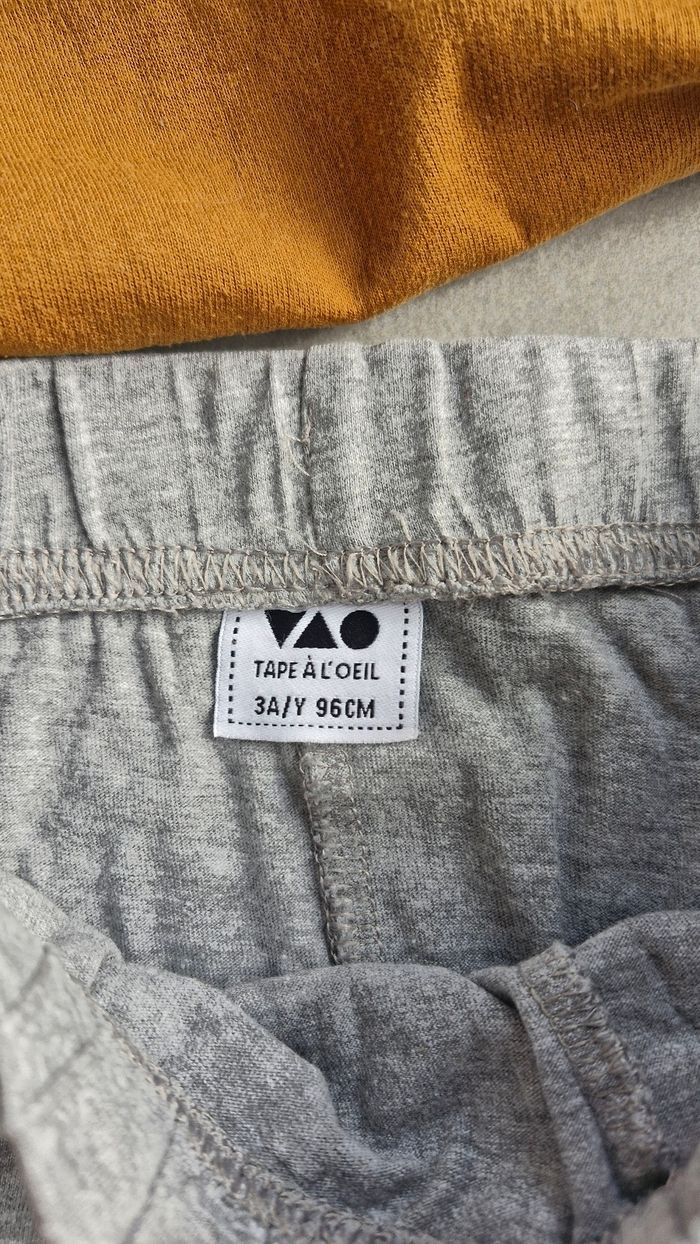 TAPE À L'OEIL
3A/Y 96CM